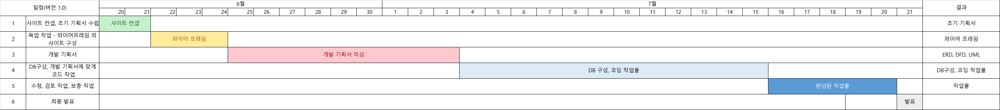 일정(버전 1.0) 6월 7월 결과
20 21 22 23 24 25 26 27 28 29 30 1 2 3 4 5 6 7 8 9 10 11 12 13 14 15 16 17 18 19 20 21
1 사이트 컨셉, 초기 기획서 수립 사이트 컨셉 초기 기획서
2 목업 작업 - 와이어프레임 외
사이트 구성 와이어 프레임 와이어 프레임
3 개발 기획서 개발 기획서 작성 ERD, DFD, UML
4 DB구성, 개발 기획서에 맞게
코드 작업 DB 구성, 코딩 작업물 DB구성, 코딩 작업물
5 수정, 검토 작업, 보충 작업 완성된 작업물 작업물
6 최종 발표 발표